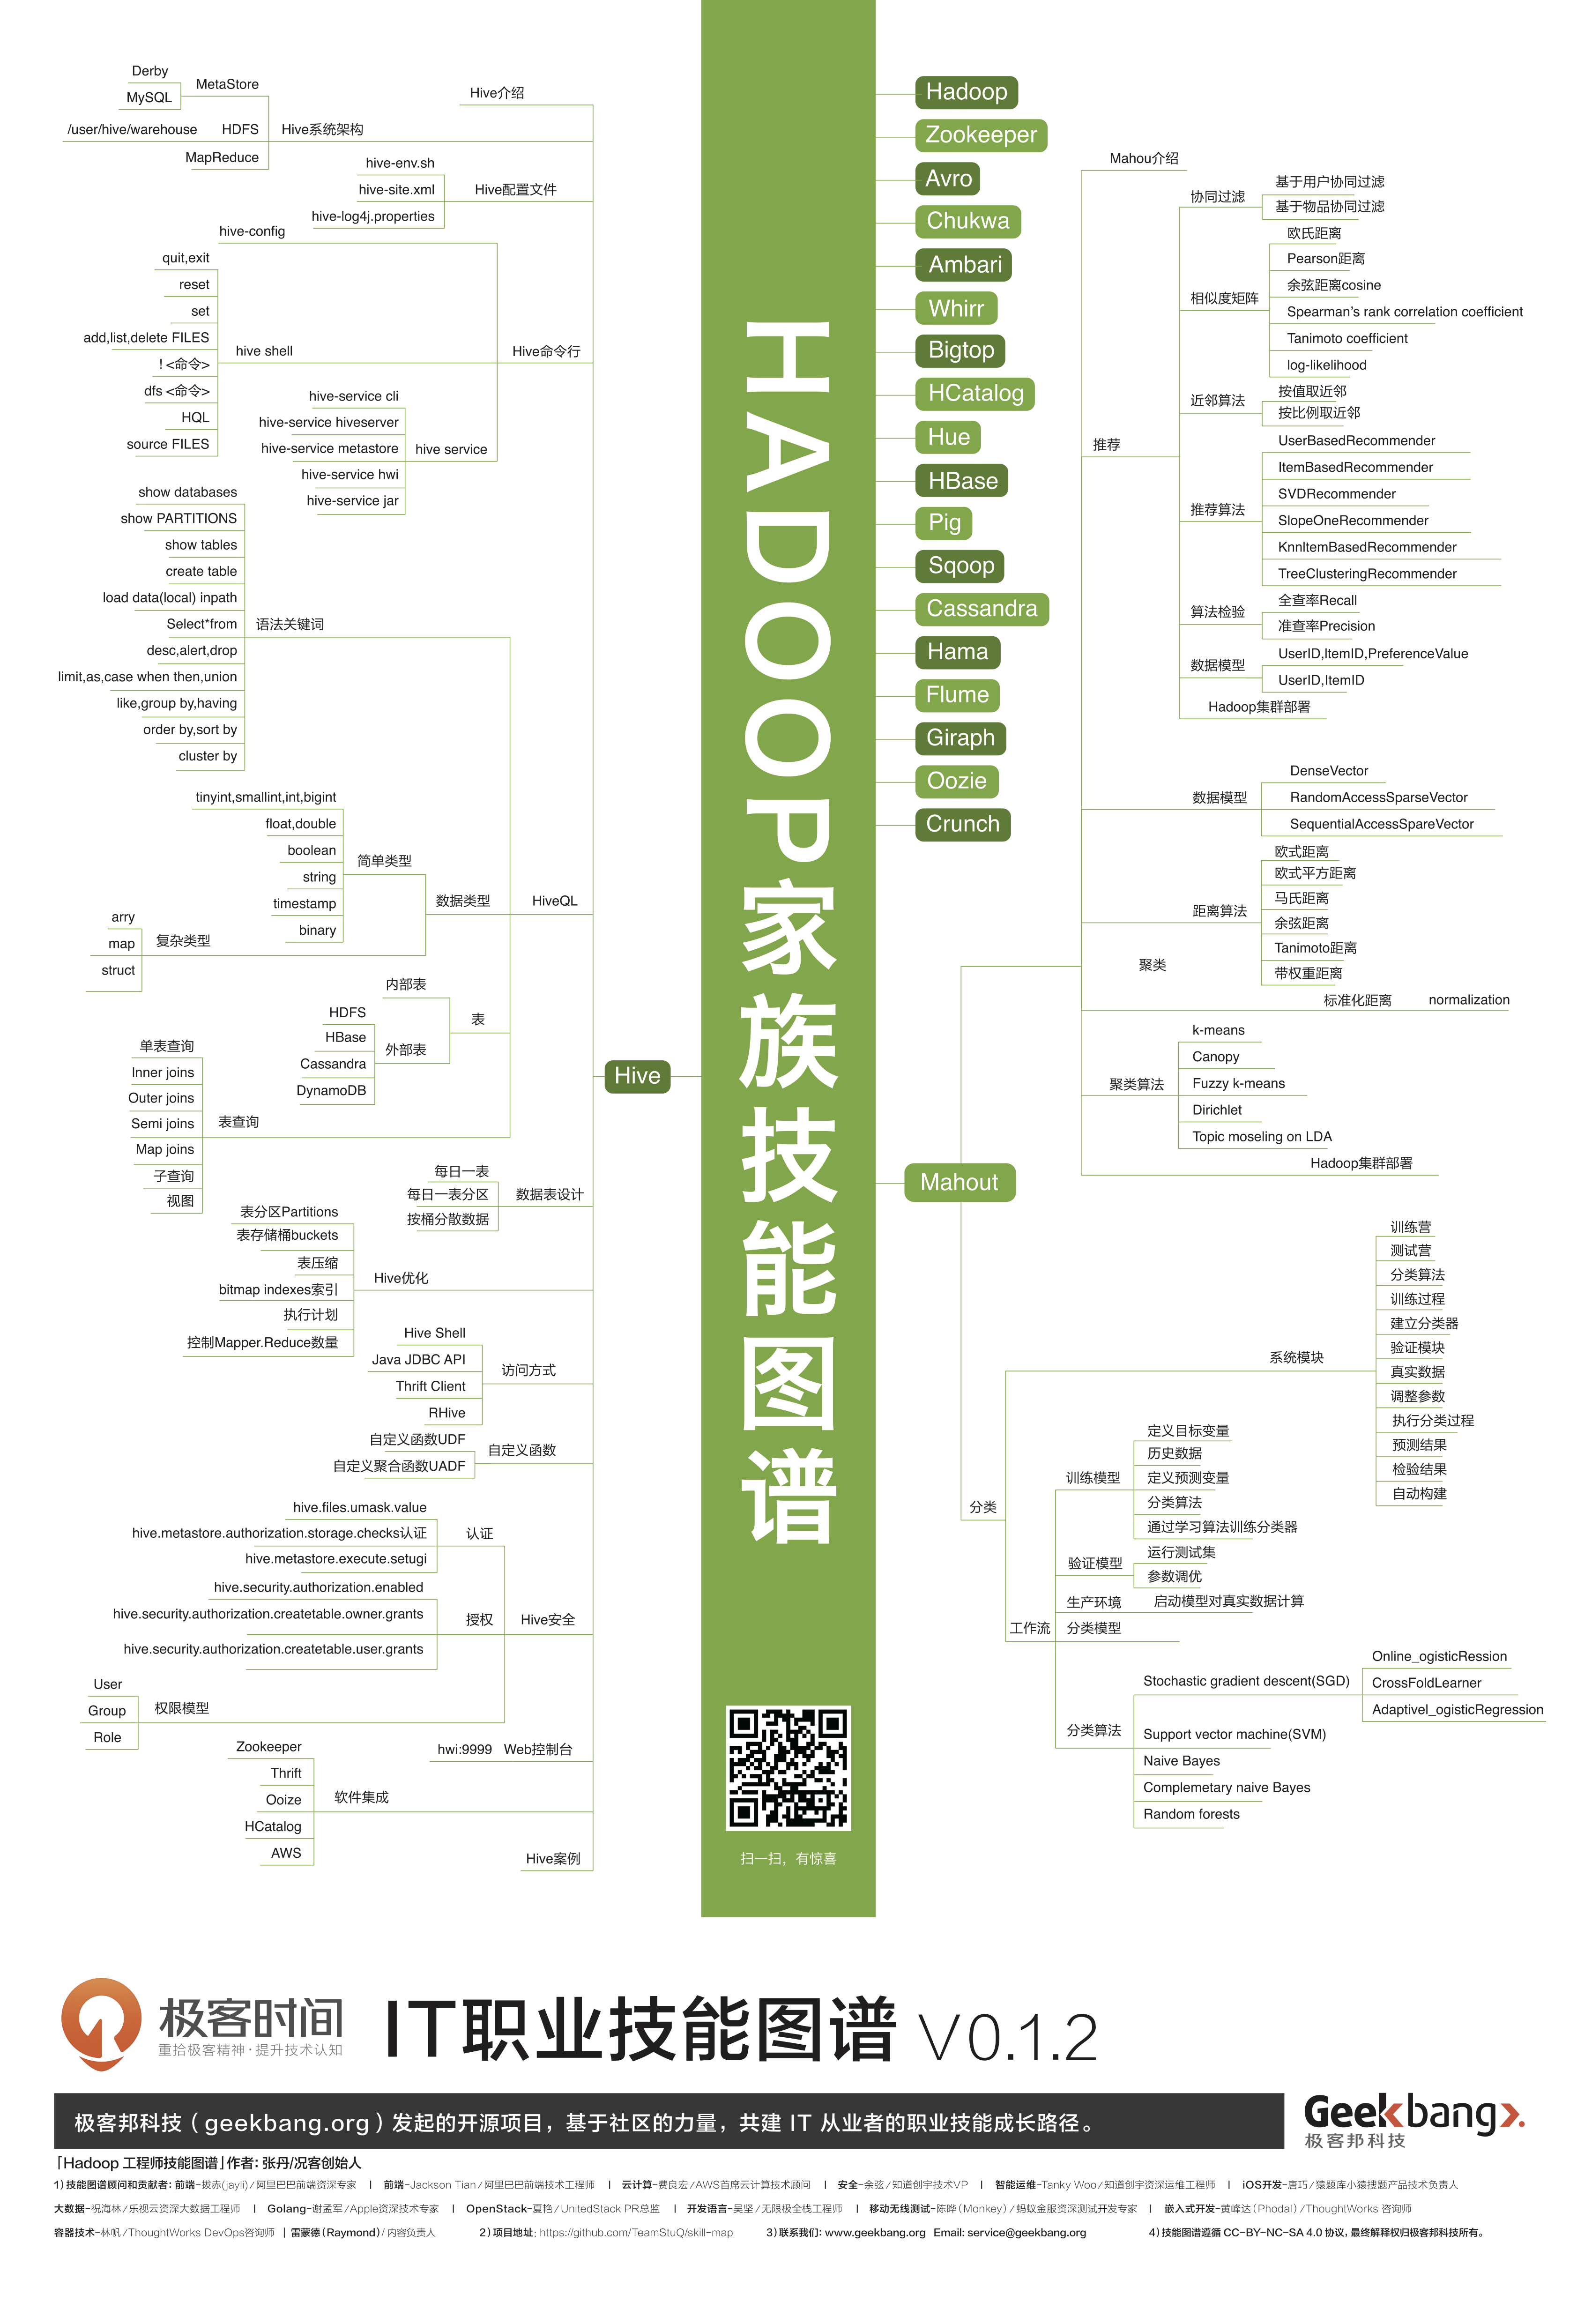 HADOOP家族技能图谱
扫一扫，有惊喜
Hive
Hive介绍
Hive系统架构
MetaStore
Derby
MySQL
HDFS
/user/hive/warehouse
MapReduce
Hive配置文件
hive-env.sh
hive-site.xml
hive-log4j.properties
Hive命令行
hive-config
hive shell
quit,exit
reset
set
add,list,delete FILES
! <命令>
dfs <命令>
HQL
source FILES
hive service
hive-service cli
hive-service hiveserver
hive-service metastore
hive-service hwi
hive-service jar
HiveQL
语法关键词
show databases
show PARTITIONS
show tables
create table
load data(local) inpath
Select*from
desc,alert,drop
limit,as,case when then,union
like,group by,having
order by,sort by
cluster by
数据类型
简单类型
tinyint,smallint,int,bigint
float,double
boolean
string
timestamp
binary
复杂类型
arry
map
struct
表
内部表
外部表
HDFS
HBase
Cassandra
DynamoDB
表查询
单表查询
Inner joins
Outer joins
Semi joins
Map joins
子查询
视图
数据表设计
每日一表
每日一表分区
按桶分散数据
Hive优化
表分区Partitions
表存储桶buckets
表压缩
bitmap indexes索引
执行计划
控制Mapper.Reduce数量
访问方式
Hive Shell
Java JDBC API
Thrift Client
RHive
自定义函数
自定义函数UDF
自定义聚合函数UADF
Hive安全
认证
hive.files.umask.value
hive.metastore.authorization.storage.checks认证
hive.metastore.execute.setugi
授权
hive.security.authorization.enabled
hive.security.authorization.createtable.owner.grants
hive.security.authorization.createtable.user.grants
权限模型
User
Group
Role
hwi:9999 Web控制台
软件集成
Zookeeper
Thrift
Ooize
HCatalog
AWS
Hive案例
Hadoop
Zookeeper
Avro
Chukwa
Ambari
Whirr
Bigtop
HCatalog
Hue
HBase
Pig
Sqoop
Cassandra
Hama
Flume
Giraph
Oozie
Crunch
Mahout
Mahou介绍
推荐
协同过滤
基于用户协同过滤
基于物品协同过滤
相似度矩阵
欧氏距离
Pearson距离
余弦距离cosine
Spearman's rank correlation coefficient
Tanimoto coefficient
log-likelihood
近邻算法
按值取近邻
按比例取近邻
推荐算法
UserBasedRecommender
ItemBasedRecommender
SVDRecommender
SlopeOneRecommender
KnnItemBasedRecommender
TreeClusteringRecommender
算法检验
全查率Recall
准查率Precision
数据模型
UserID,ItemID,PreferenceValue
UserID,ItemID
Hadoop集群部署
聚类
数据模型
DenseVector
RandomAccessSparseVector
SequentialAccessSpareVector
距离算法
欧式距离
欧式平方距离
马氏距离
余弦距离
Tanimoto距离
带权重距离
标准化距离 normalization
聚类算法
k-means
Canopy
Fuzzy k-means
Dirichlet
Topic moseling on LDA
Hadoop集群部署
分类
系统模块
训练营
测试营
分类算法
训练过程
建立分类器
验证模块
真实数据
调整参数
执行分类过程
预测结果
检验结果
自动构建
工作流
训练模型
定义目标变量
历史数据
定义预测变量
分类算法
通过学习算法训练分类器
验证模型
运行测试集
参数调优
生产环境 启动模型对真实数据计算
分类模型
分类算法
Stochastic gradient descent(SGD)
Online_ogisticRession
CrossFoldLearner
Adaptivel_ogisticRegression
Support vector machine(SVM)
Naive Bayes
Complemetary naive Bayes
Random forests
极客时间
重拾极客精神·提升技术认知
IT职业技能图谱 V0.1.2
极客邦科技（geekbang.org）发起的开源项目，基于社区的力量，共建 IT 从业者的职业技能成长路径。
Geekbang>.
极客邦科技
「Hadoop 工程师技能图谱」作者：张丹/况客创始人
1）技能图谱顾问和贡献者：前端-拔赤(jayli)/阿里巴巴前端资深专家 | 前端-Jackson Tian/阿里巴巴前端技术工程师 | 云计算-费良宏/AWS首席云计算技术顾问 | 安全-余弦/知道创宇技术VP | 智能运维-Tanky Woo/知道创宇资深运维工程师 | iOS开发-唐巧/猿题库小猿搜题产品技术负责人
大数据-祝海林/乐视云资深大数据工程师 | Golang-谢孟军/Apple资深技术专家 | OpenStack-夏艳/UnitedStack PR总监 | 开发语言-吴坚/无限极全栈工程师 | 移动无线测试-陈晔（Monkey）/蚂蚁金服资深测试开发专家 | 嵌入式开发-黄峰达（Phodal）/ThoughtWorks 咨询师
容器技术-林帆/ThoughtWorks DevOps咨询师 | 雷蒙德（Raymond）/内容负责人 2）项目地址: https://github.com/TeamStuQ/skill-map 3）联系我们: www.geekbang.org Email: service@geekbang.org 4）技能图谱遵循 CC-BY-NC-SA 4.0 协议，最终解释权归极客邦科技所有。